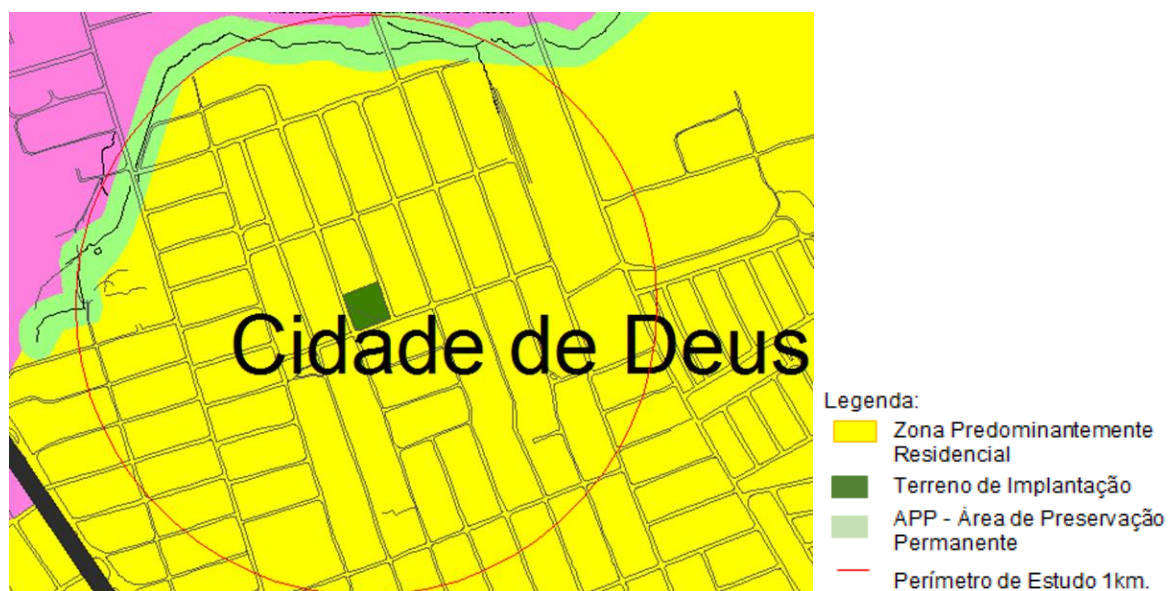 Cidade de Deus
Legenda:
Zona Predominantemente
Residencial
Terreno de Implantação
APP - Área de Preservação
Permanente
Perímetro de Estudo 1km.